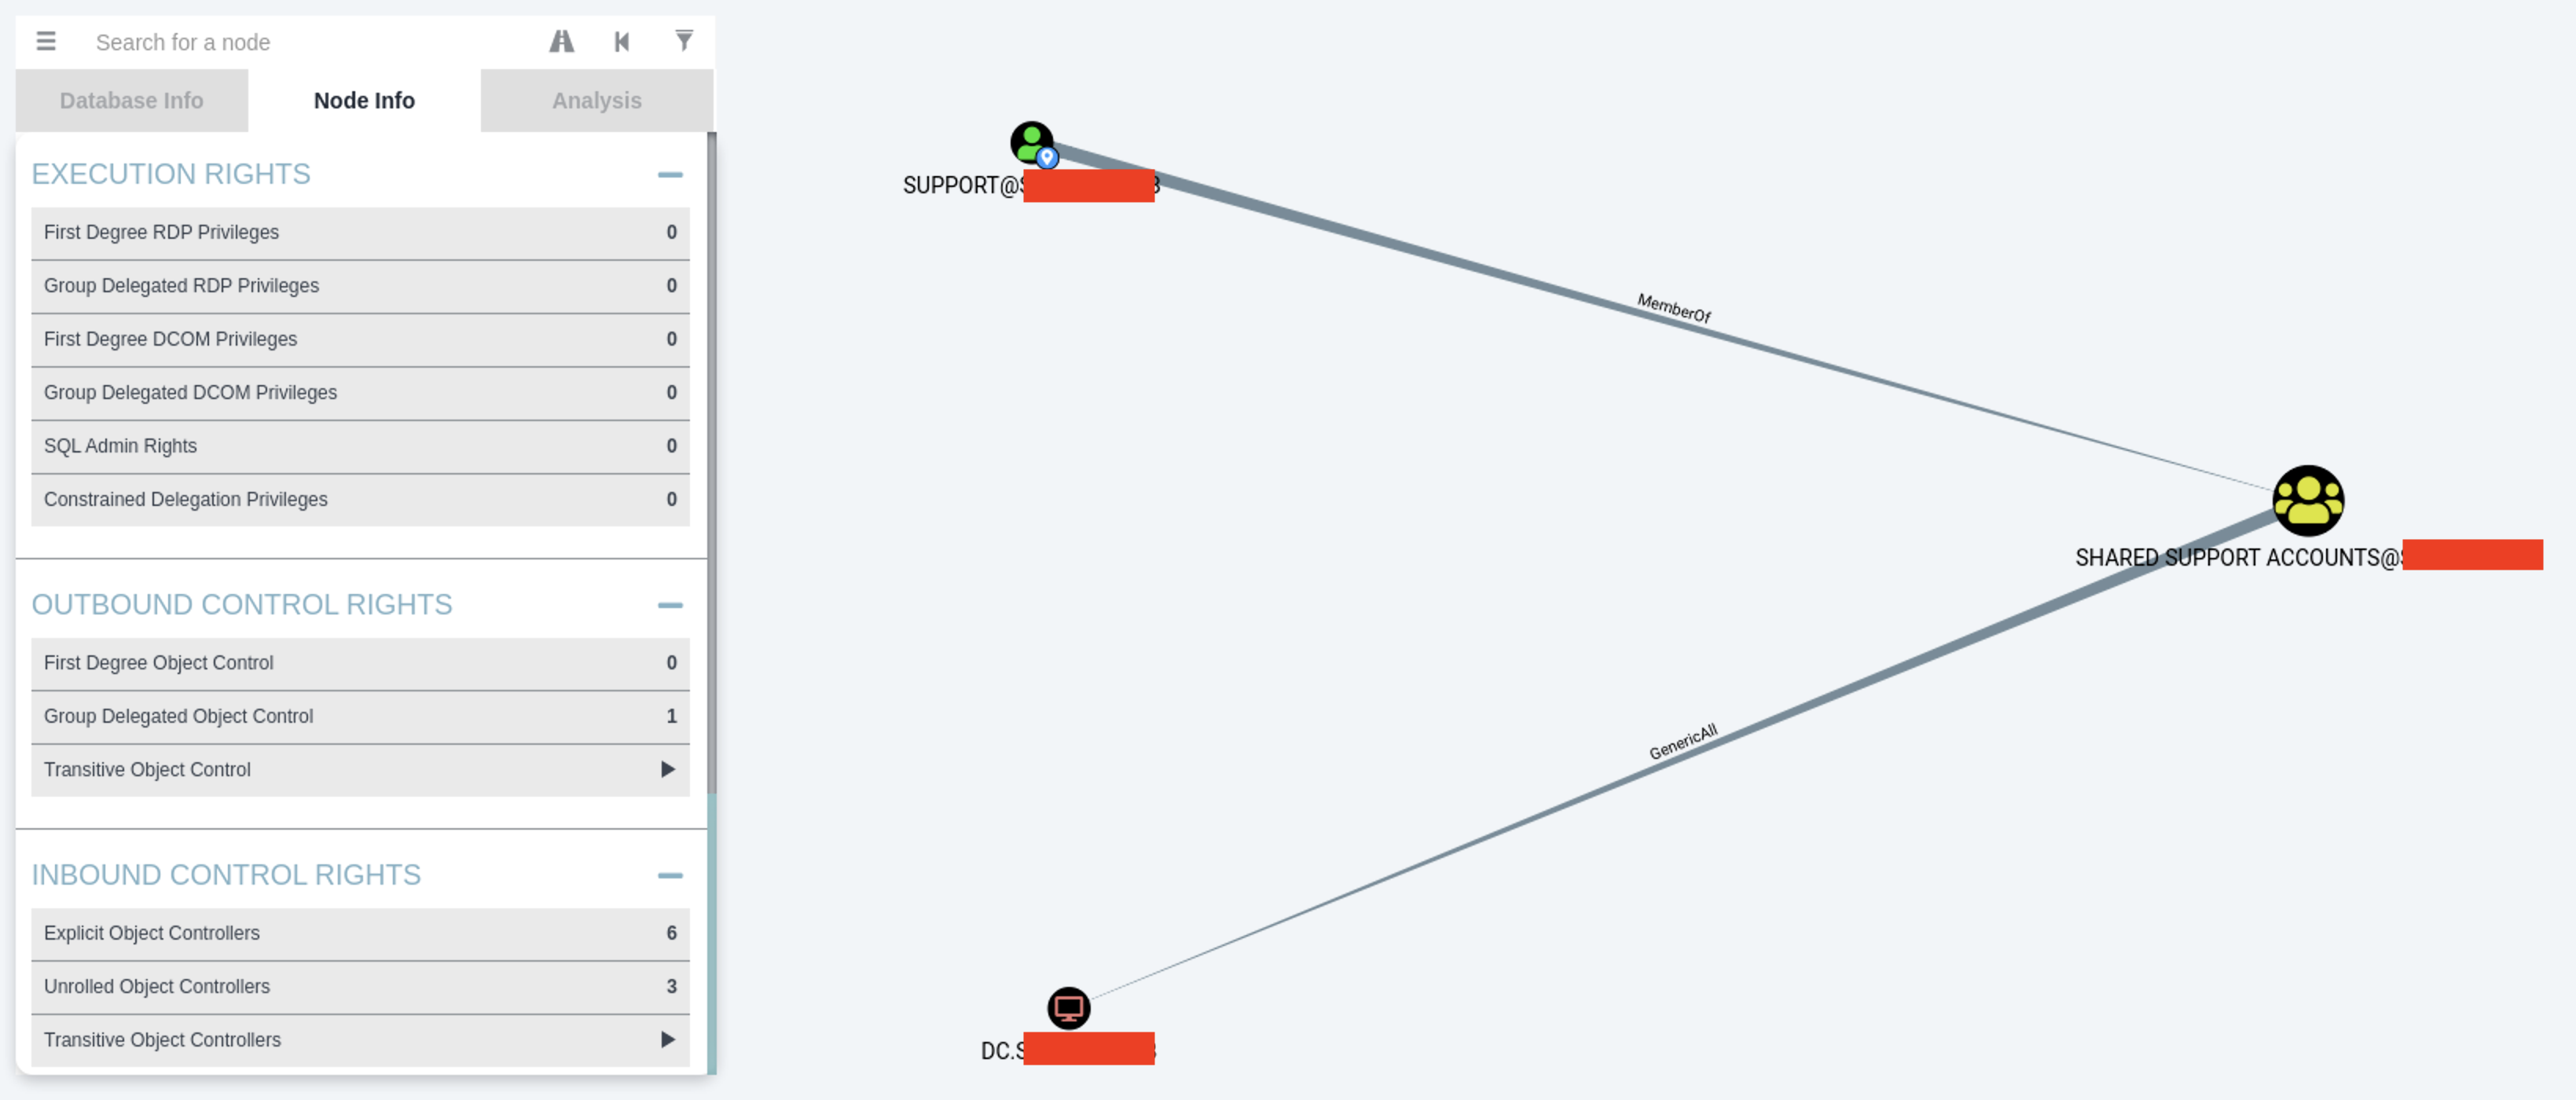 Search for a node
Database Info
Node Info
Analysis
EXECUTION RIGHTS
First Degree RDP Privileges 0
Group Delegated RDP Privileges 0
First Degree DCOM Privileges 0
Group Delegated DCOM Privileges 0
SQL Admin Rights 0
Constrained Delegation Privileges 0
OUTBOUND CONTROL RIGHTS
First Degree Object Control 0
Group Delegated Object Control 1
Transitive Object Control
INBOUND CONTROL RIGHTS
Explicit Object Controllers 6
Unrolled Object Controllers 3
Transitive Object Controllers
SUPPORT@
MemberOf
SHARED SUPPORT ACCOUNTS@
GenericAll
DC.S